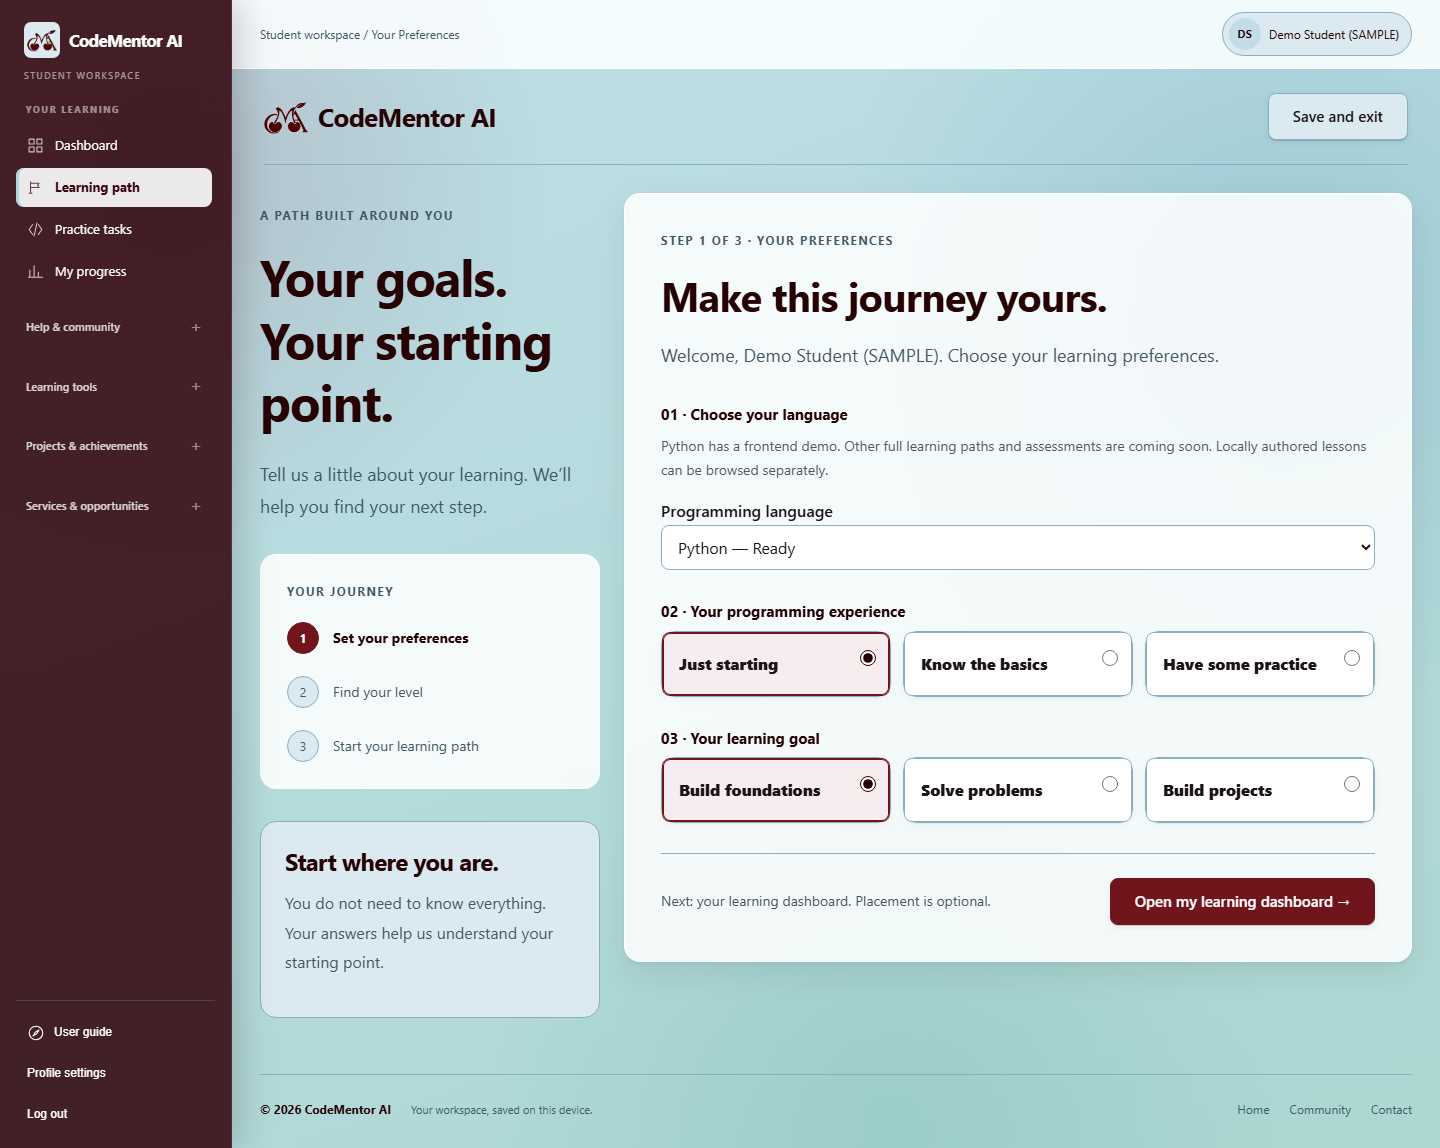 CodeMentor AI
STUDENT WORKSPACE
YOUR LEARNING
Dashboard
Learning path
Practice tasks
My progress
Help & community +
Learning tools +
Projects & achievements +
Services & opportunities +
User guide
Profile settings
Log out
Student workspace / Your Preferences
DS Demo Student (SAMPLE)
CodeMentor AI
Save and exit
A PATH BUILT AROUND YOU
Your goals.
Your starting
point.
Tell us a little about your learning. We’ll
help you find your next step.
YOUR JOURNEY
1 Set your preferences
2 Find your level
3 Start your learning path
Start where you are.
You do not need to know everything.
Your answers help us understand your
starting point.
STEP 1 OF 3 · YOUR PREFERENCES
Make this journey yours.
Welcome, Demo Student (SAMPLE). Choose your learning preferences.
01 · Choose your language
Python has a frontend demo. Other full learning paths and assessments are coming soon. Locally authored lessons
can be browsed separately.
Programming language
Python — Ready
02 · Your programming experience
Just starting Know the basics Have some practice
03 · Your learning goal
Build foundations Solve problems Build projects
Next: your learning dashboard. Placement is optional. Open my learning dashboard →
© 2026 CodeMentor AI Your workspace, saved on this device. Home Community Contact